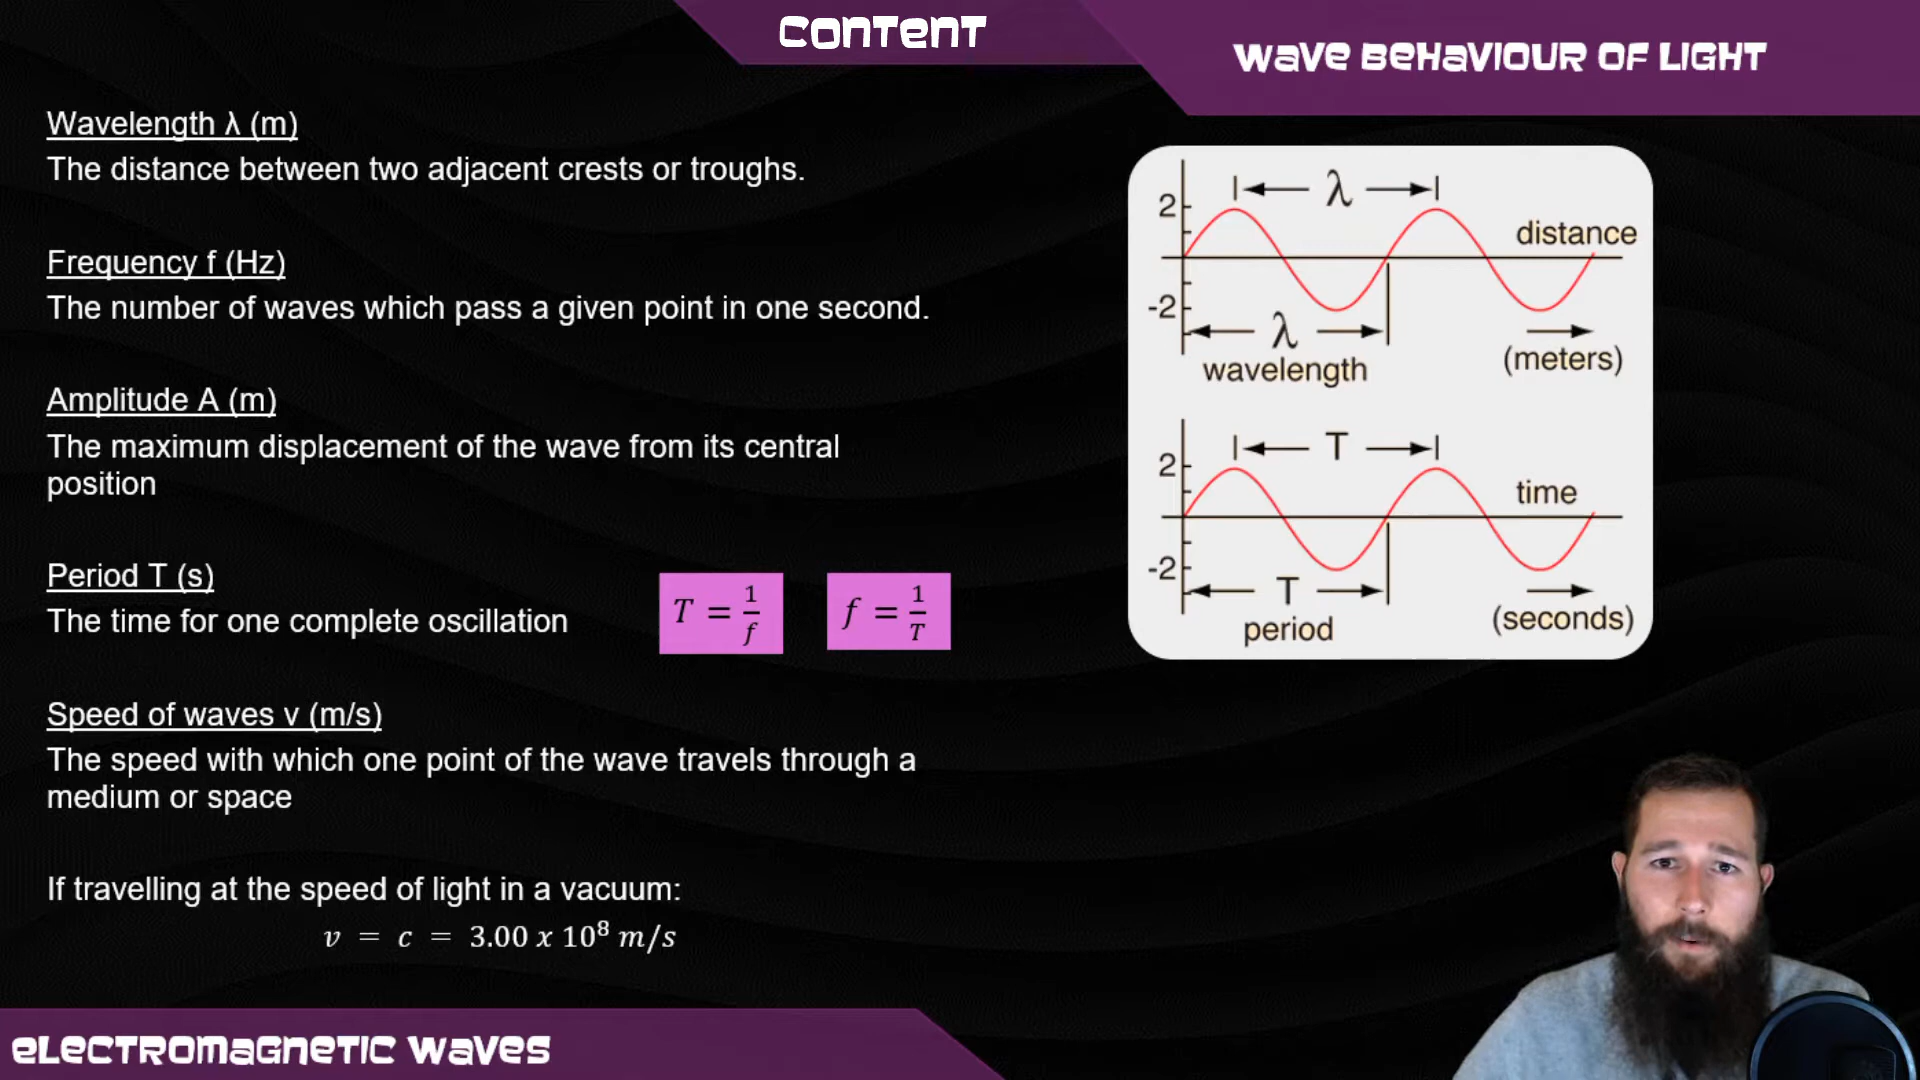 CONTENT
WAVE BEHAVIOUR OF LIGHT
Wavelength λ (m)
The distance between two adjacent crests or troughs.
Frequency f (Hz)
The number of waves which pass a given point in one second.
Amplitude A (m)
The maximum displacement of the wave from its central
position
Period T (s)
The time for one complete oscillation
T = 1/f
f = 1/T
Speed of waves v (m/s)
The speed with which one point of the wave travels through a
medium or space
If travelling at the speed of light in a vacuum:
v = c = 3.00 x 10⁸ m/s
2
λ
distance
-2
λ
wavelength
(meters)
2
T
time
-2
T
period
(seconds)
ELECTROMAGNETIC WAVES